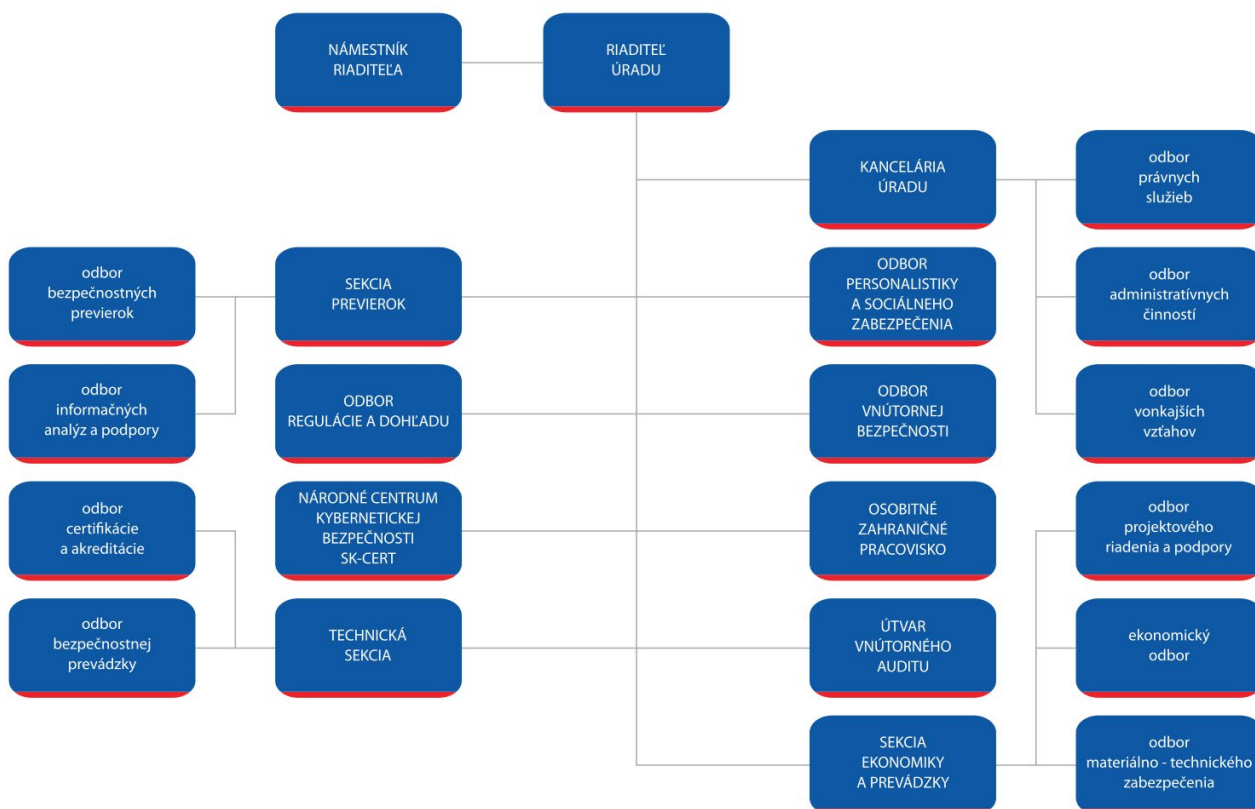 NÁMESTNÍK
RIADITEĽA
RIADITEĽ
ÚRADU
KANCELÁRIA
ÚRADU
odbor
právnych
služieb
odbor
bezpečnostných
previerok
SEKCIA
PREVIEROK
ODBOR
PERSONALISTIKY
A SOCIÁLNEHO
ZABEZPEČENIA
odbor
administratívnych
činností
odbor
informačných
analýz a podpory
ODBOR
REGULÁCIE A DOHĽADU
ODBOR
VNÚTORNEJ
BEZPEČNOSTI
odbor
vonkajších
vzťahov
odbor
certifikácie
a akreditácie
NÁRODNÉ CENTRUM
KYBERNETICKEJ
BEZPEČNOSTI
SK-CERT
OSOBITNÉ
ZAHRANIČNÉ
PRACOVISKO
odbor
projektového
riadenia a podpory
odbor
bezpečnostnej
prevádzky
TECHNICKÁ
SEKCIA
ÚTVAR
VNÚTORNÉHO
AUDITU
ekonomický
odbor
SEKCIA
EKONOMIKY
A PREVÁDZKY
odbor
materiálno - technického
zabezpečenia